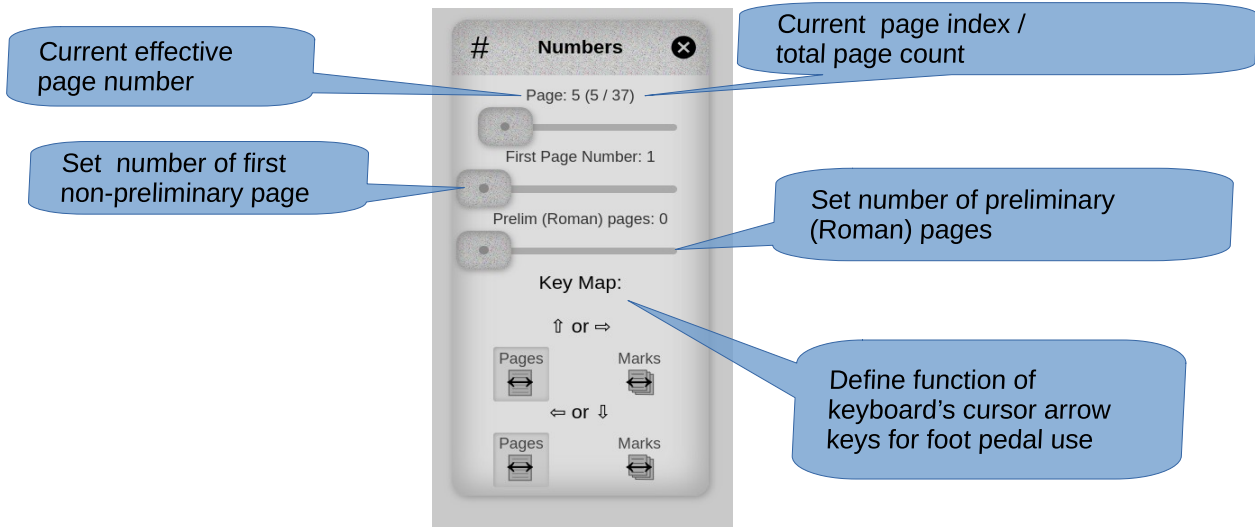 Current effective
page number
Current  page index /
total page count
# Numbers
Page: 5 (5 / 37)
First Page Number: 1
Set  number of first
non-preliminary page
Prelim (Roman) pages: 0
Set number of preliminary
(Roman) pages
Key Map:
⇧ or ⇨
Pages Marks
⇦ or ⇩
Pages Marks
Define function of
keyboard’s cursor arrow
keys for foot pedal use